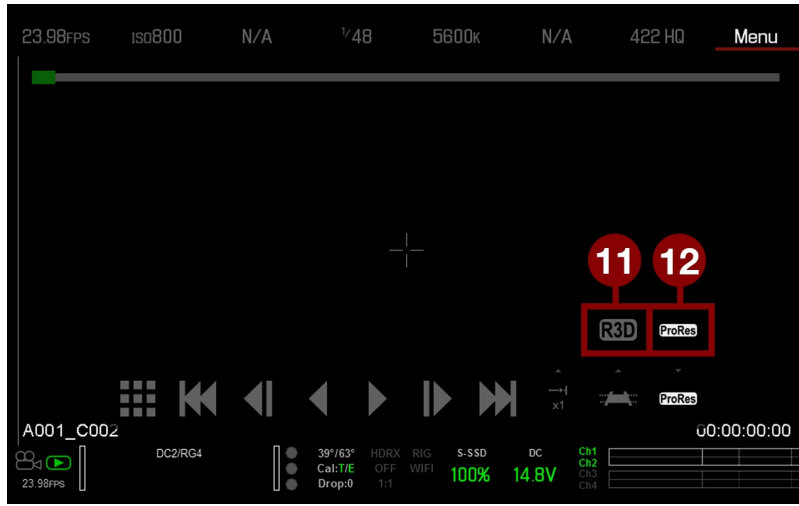 23.98FPS ISO800 N/A 1/48 5600K N/A 422 HQ Menu
11 12
R3D ProRes
x1 ProRes
A001_C002 00:00:00:00
DC2/RG4 39°/63° HDRX RIG S-SSD DC Ch1
Cal:T/E OFF WIFI 100% 14.8V Ch2
23.98FPS Drop:0 1:1 Ch3
Ch4